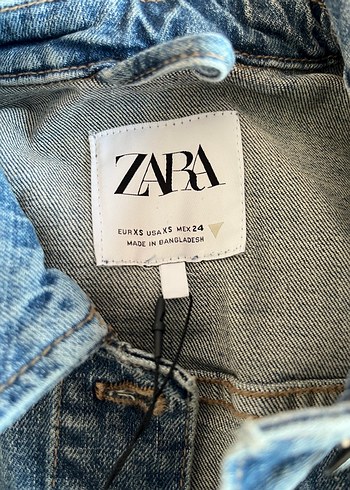 ZARA
EUR XS USA XS MEX 24
MADE IN BANGLADESH